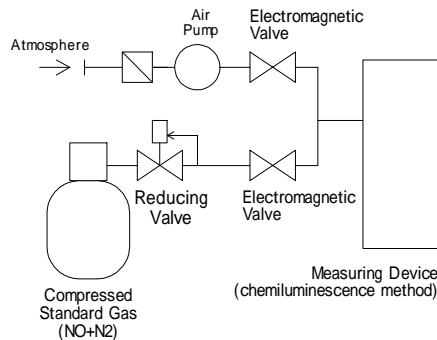 Air
Pump
Electromagnetic
Valve
Atmosphere
Reducing
Valve
Electromagnetic
Valve
Measuring Device
(chemiluminescence method)
Compressed
Standard Gas
(NO+N2)